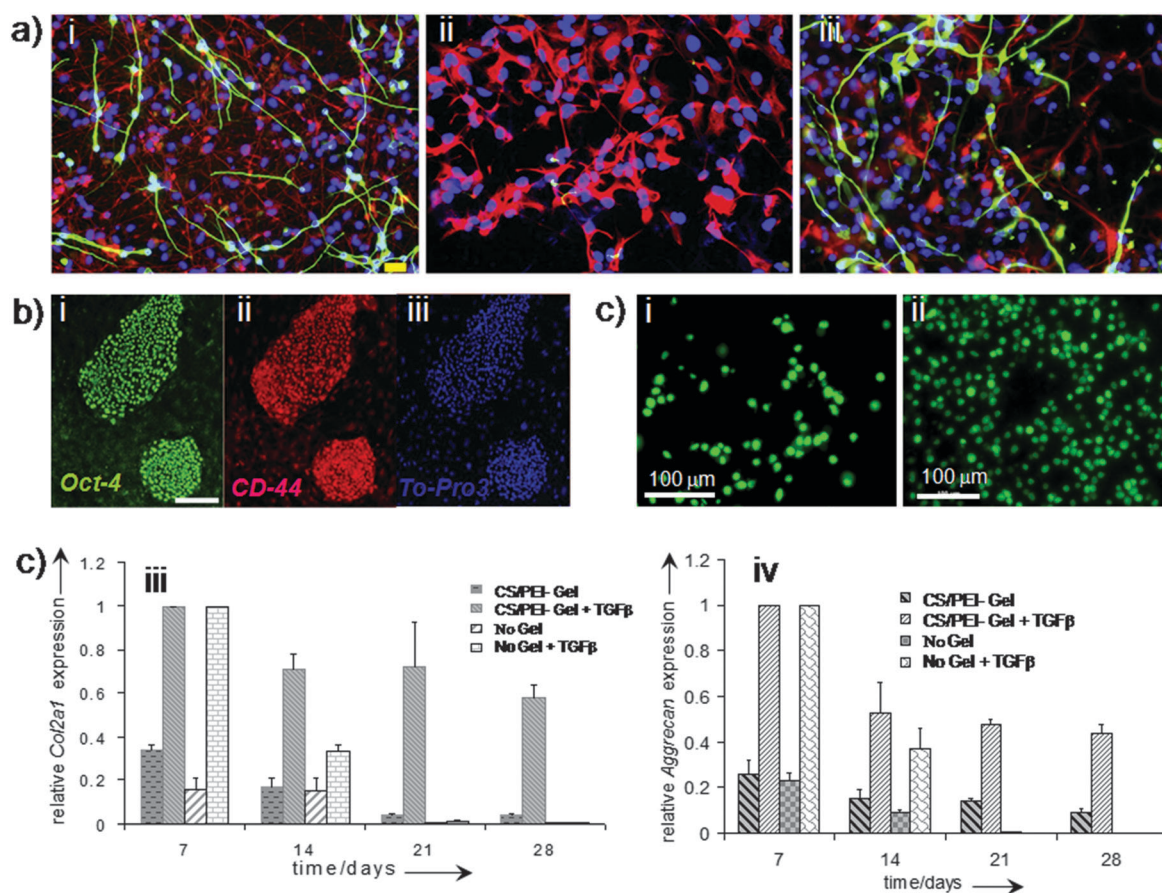 a)
i
ii
iii
b)
i
ii
iii
Oct-4
CD-44
To-Pro3
c)
i
ii
100 μm
100 μm
c)
iii
relative Col2a1 expression
1.2
1
0.8
0.6
0.4
0.2
0
7
14
21
28
time/days
CS/PEI- Gel
CS/PEI- Gel + TGFβ
No Gel
No Gel + TGFβ
iv
relative Aggrecan expression
1.2
1
0.8
0.6
0.4
0.2
0
7
14
21
28
time/days
CS/PEI- Gel
CS/PEI- Gel + TGFβ
No Gel
No Gel + TGFβ